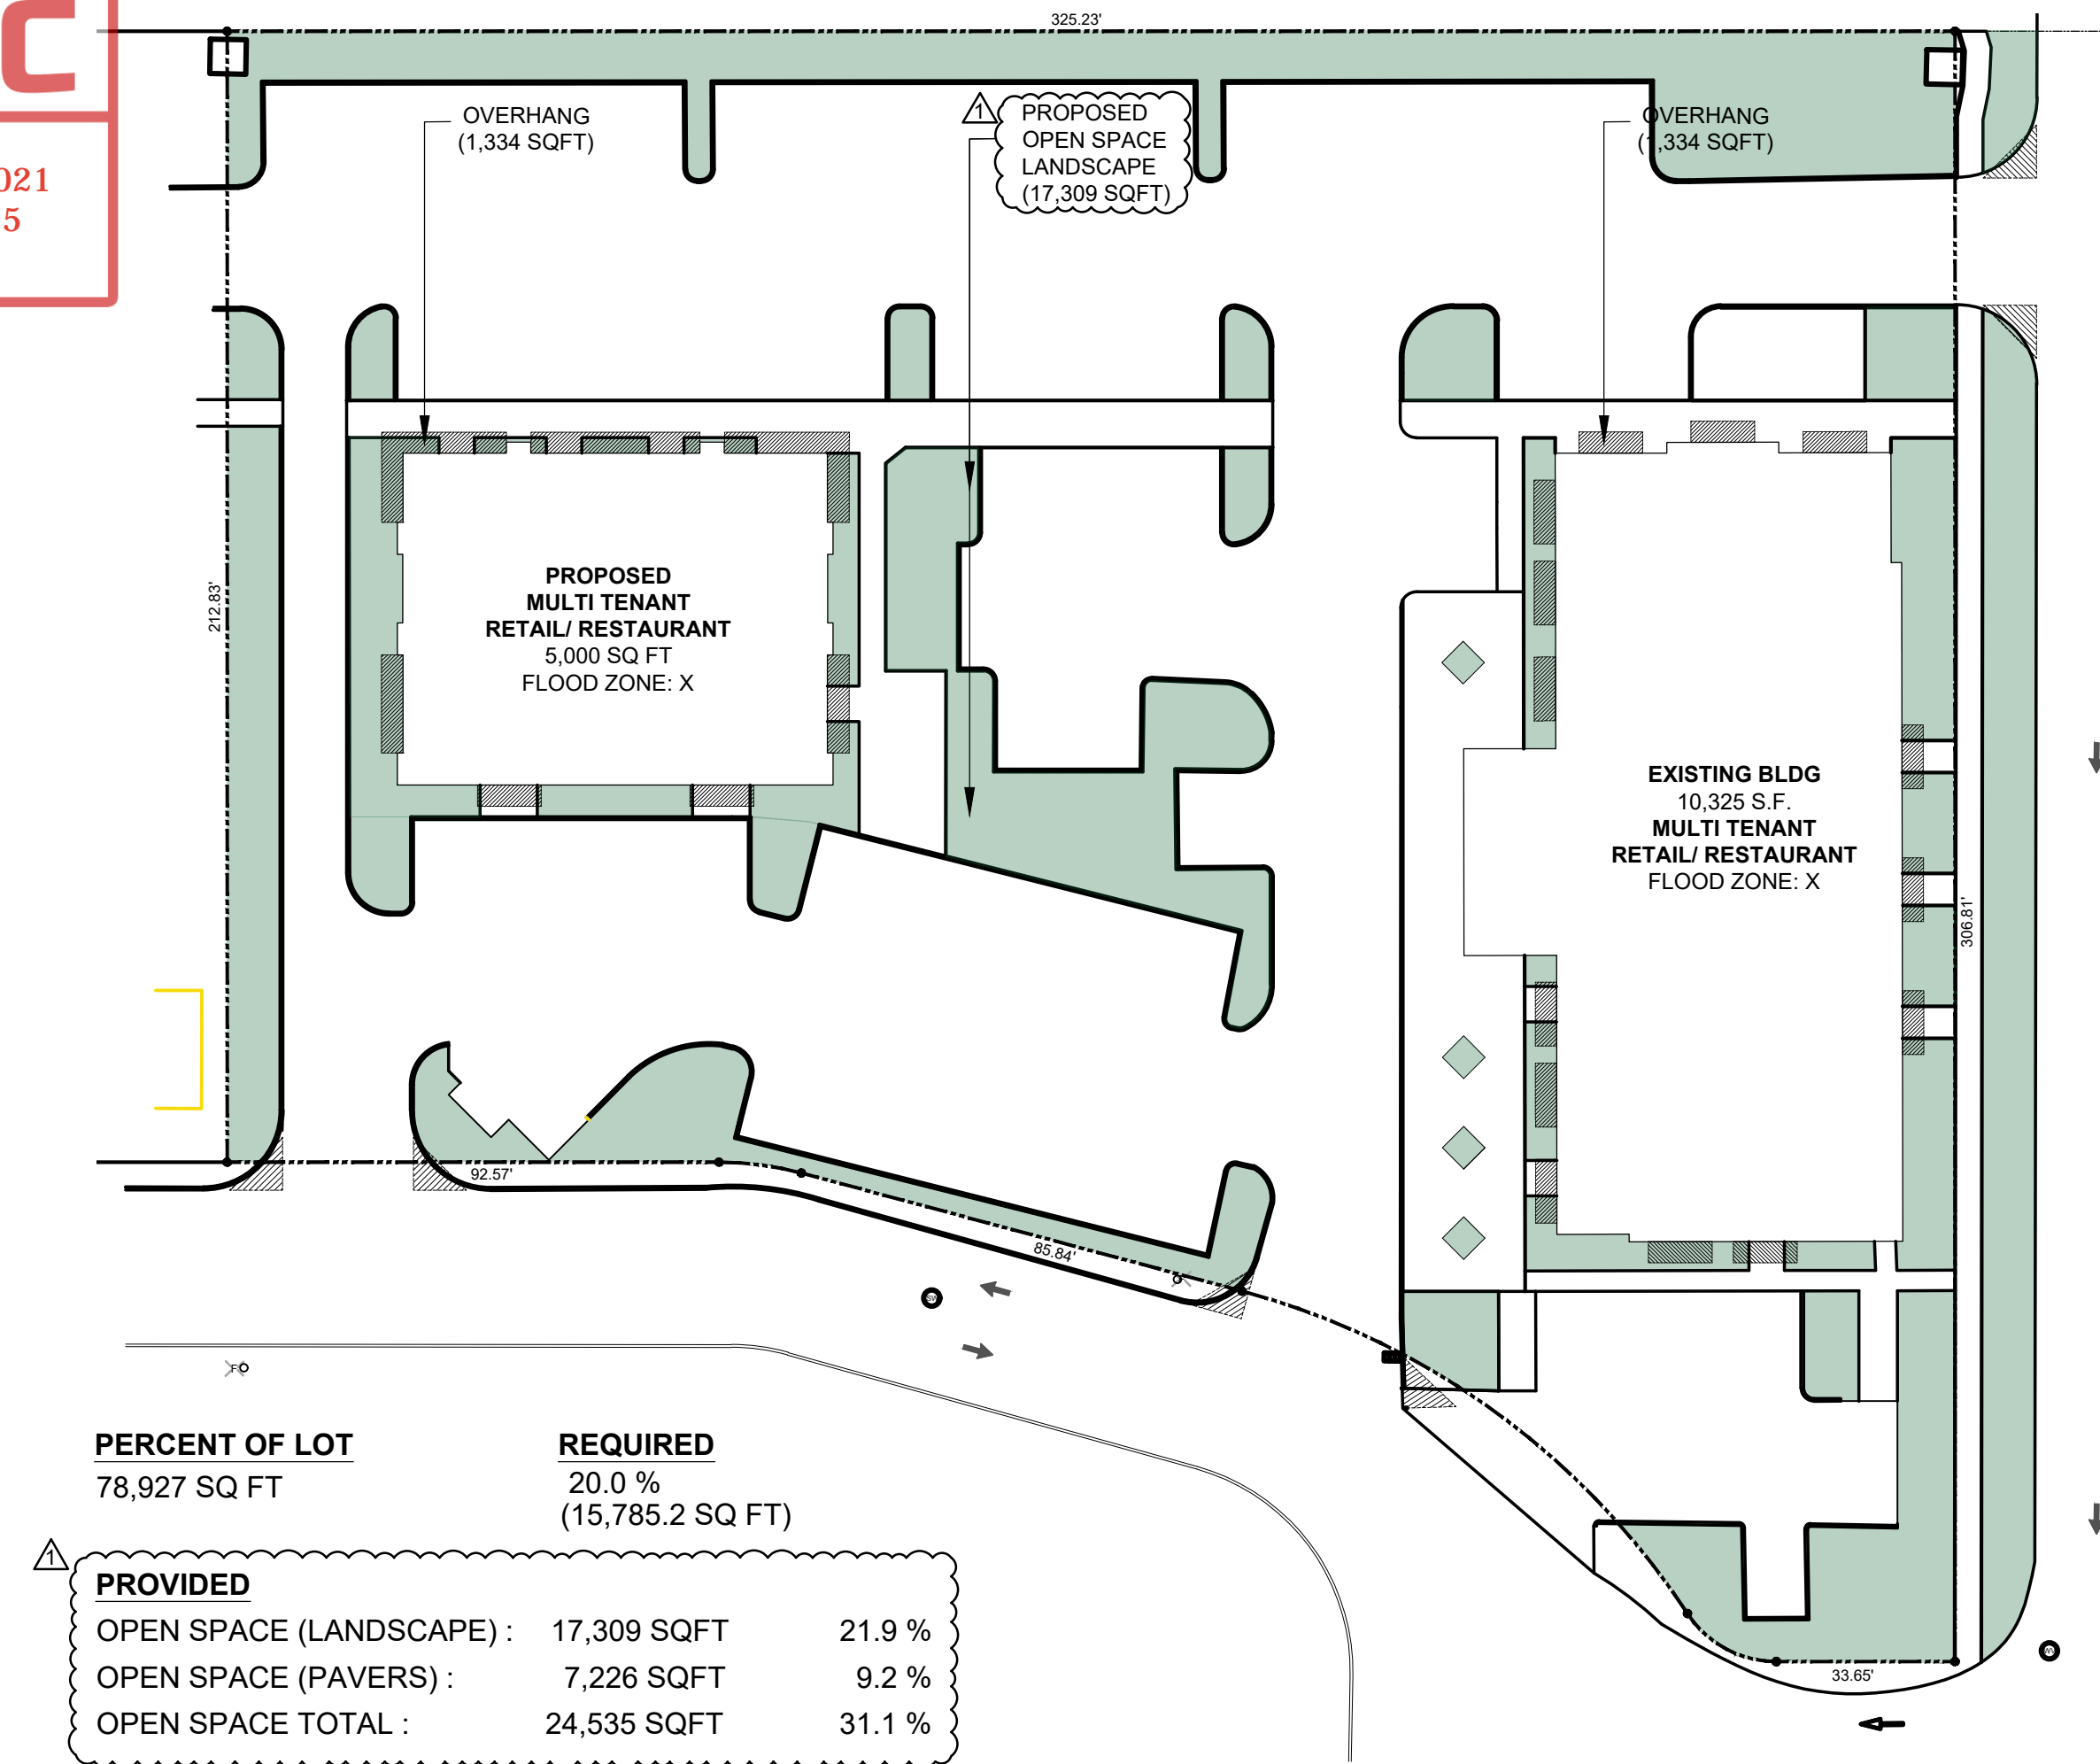 325.23'
021
5
OVERHANG
(1,334 SQFT)
1
PROPOSED
OPEN SPACE
LANDSCAPE
(17,309 SQFT)
OVERHANG
(1,334 SQFT)
212.83'
PROPOSED
MULTI TENANT
RETAIL/ RESTAURANT
5,000 SQ FT
FLOOD ZONE: X
EXISTING BLDG
10,325 S.F.
MULTI TENANT
RETAIL/ RESTAURANT
FLOOD ZONE: X
306.81'
92.57'
85.84'
33.65'
PERCENT OF LOT
78,927 SQ FT
REQUIRED
20.0 %
(15,785.2 SQ FT)
1
PROVIDED
OPEN SPACE (LANDSCAPE) : 17,309 SQFT 21.9 %
OPEN SPACE (PAVERS) : 7,226 SQFT 9.2 %
OPEN SPACE TOTAL : 24,535 SQFT 31.1 %